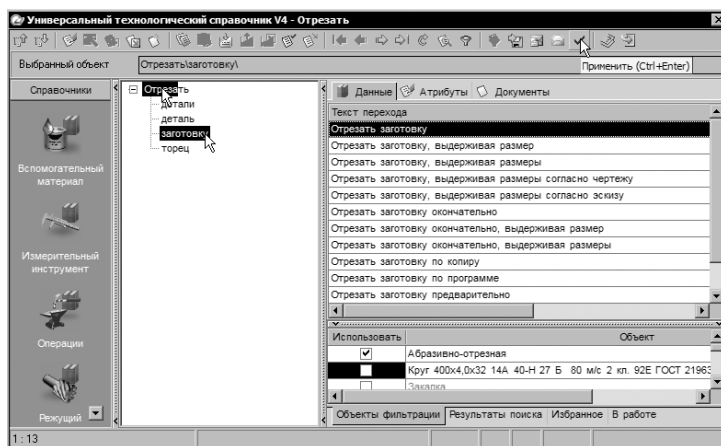 Универсальный технологический справочник V4 - Отрезать
Выбранный объект
Отрезать\заготовку\
Применить (Ctrl+Enter)
Справочники
Вспомогательный
материал
Измерительный
инструмент
Операции
Режущий
Отрезать
детали
деталь
заготовку
торец
Данные Атрибуты Документы
Текст перехода
Отрезать заготовку
Отрезать заготовку, выдерживая размер
Отрезать заготовку, выдерживая размеры
Отрезать заготовку, выдерживая размеры согласно чертежу
Отрезать заготовку, выдерживая размеры согласно эскизу
Отрезать заготовку окончательно
Отрезать заготовку окончательно, выдерживая размер
Отрезать заготовку окончательно, выдерживая размеры
Отрезать заготовку по копиру
Отрезать заготовку по программе
Отрезать заготовку предварительно
Использовать Объект
Абразивно-отрезная
Круг 400х4,0х32 14А 40-Н 27 Б 80 м/с 2 кл. 92Е ГОСТ 21963
Закалка
Объекты фильтрации Результаты поиска Избранное В работе
1 : 13